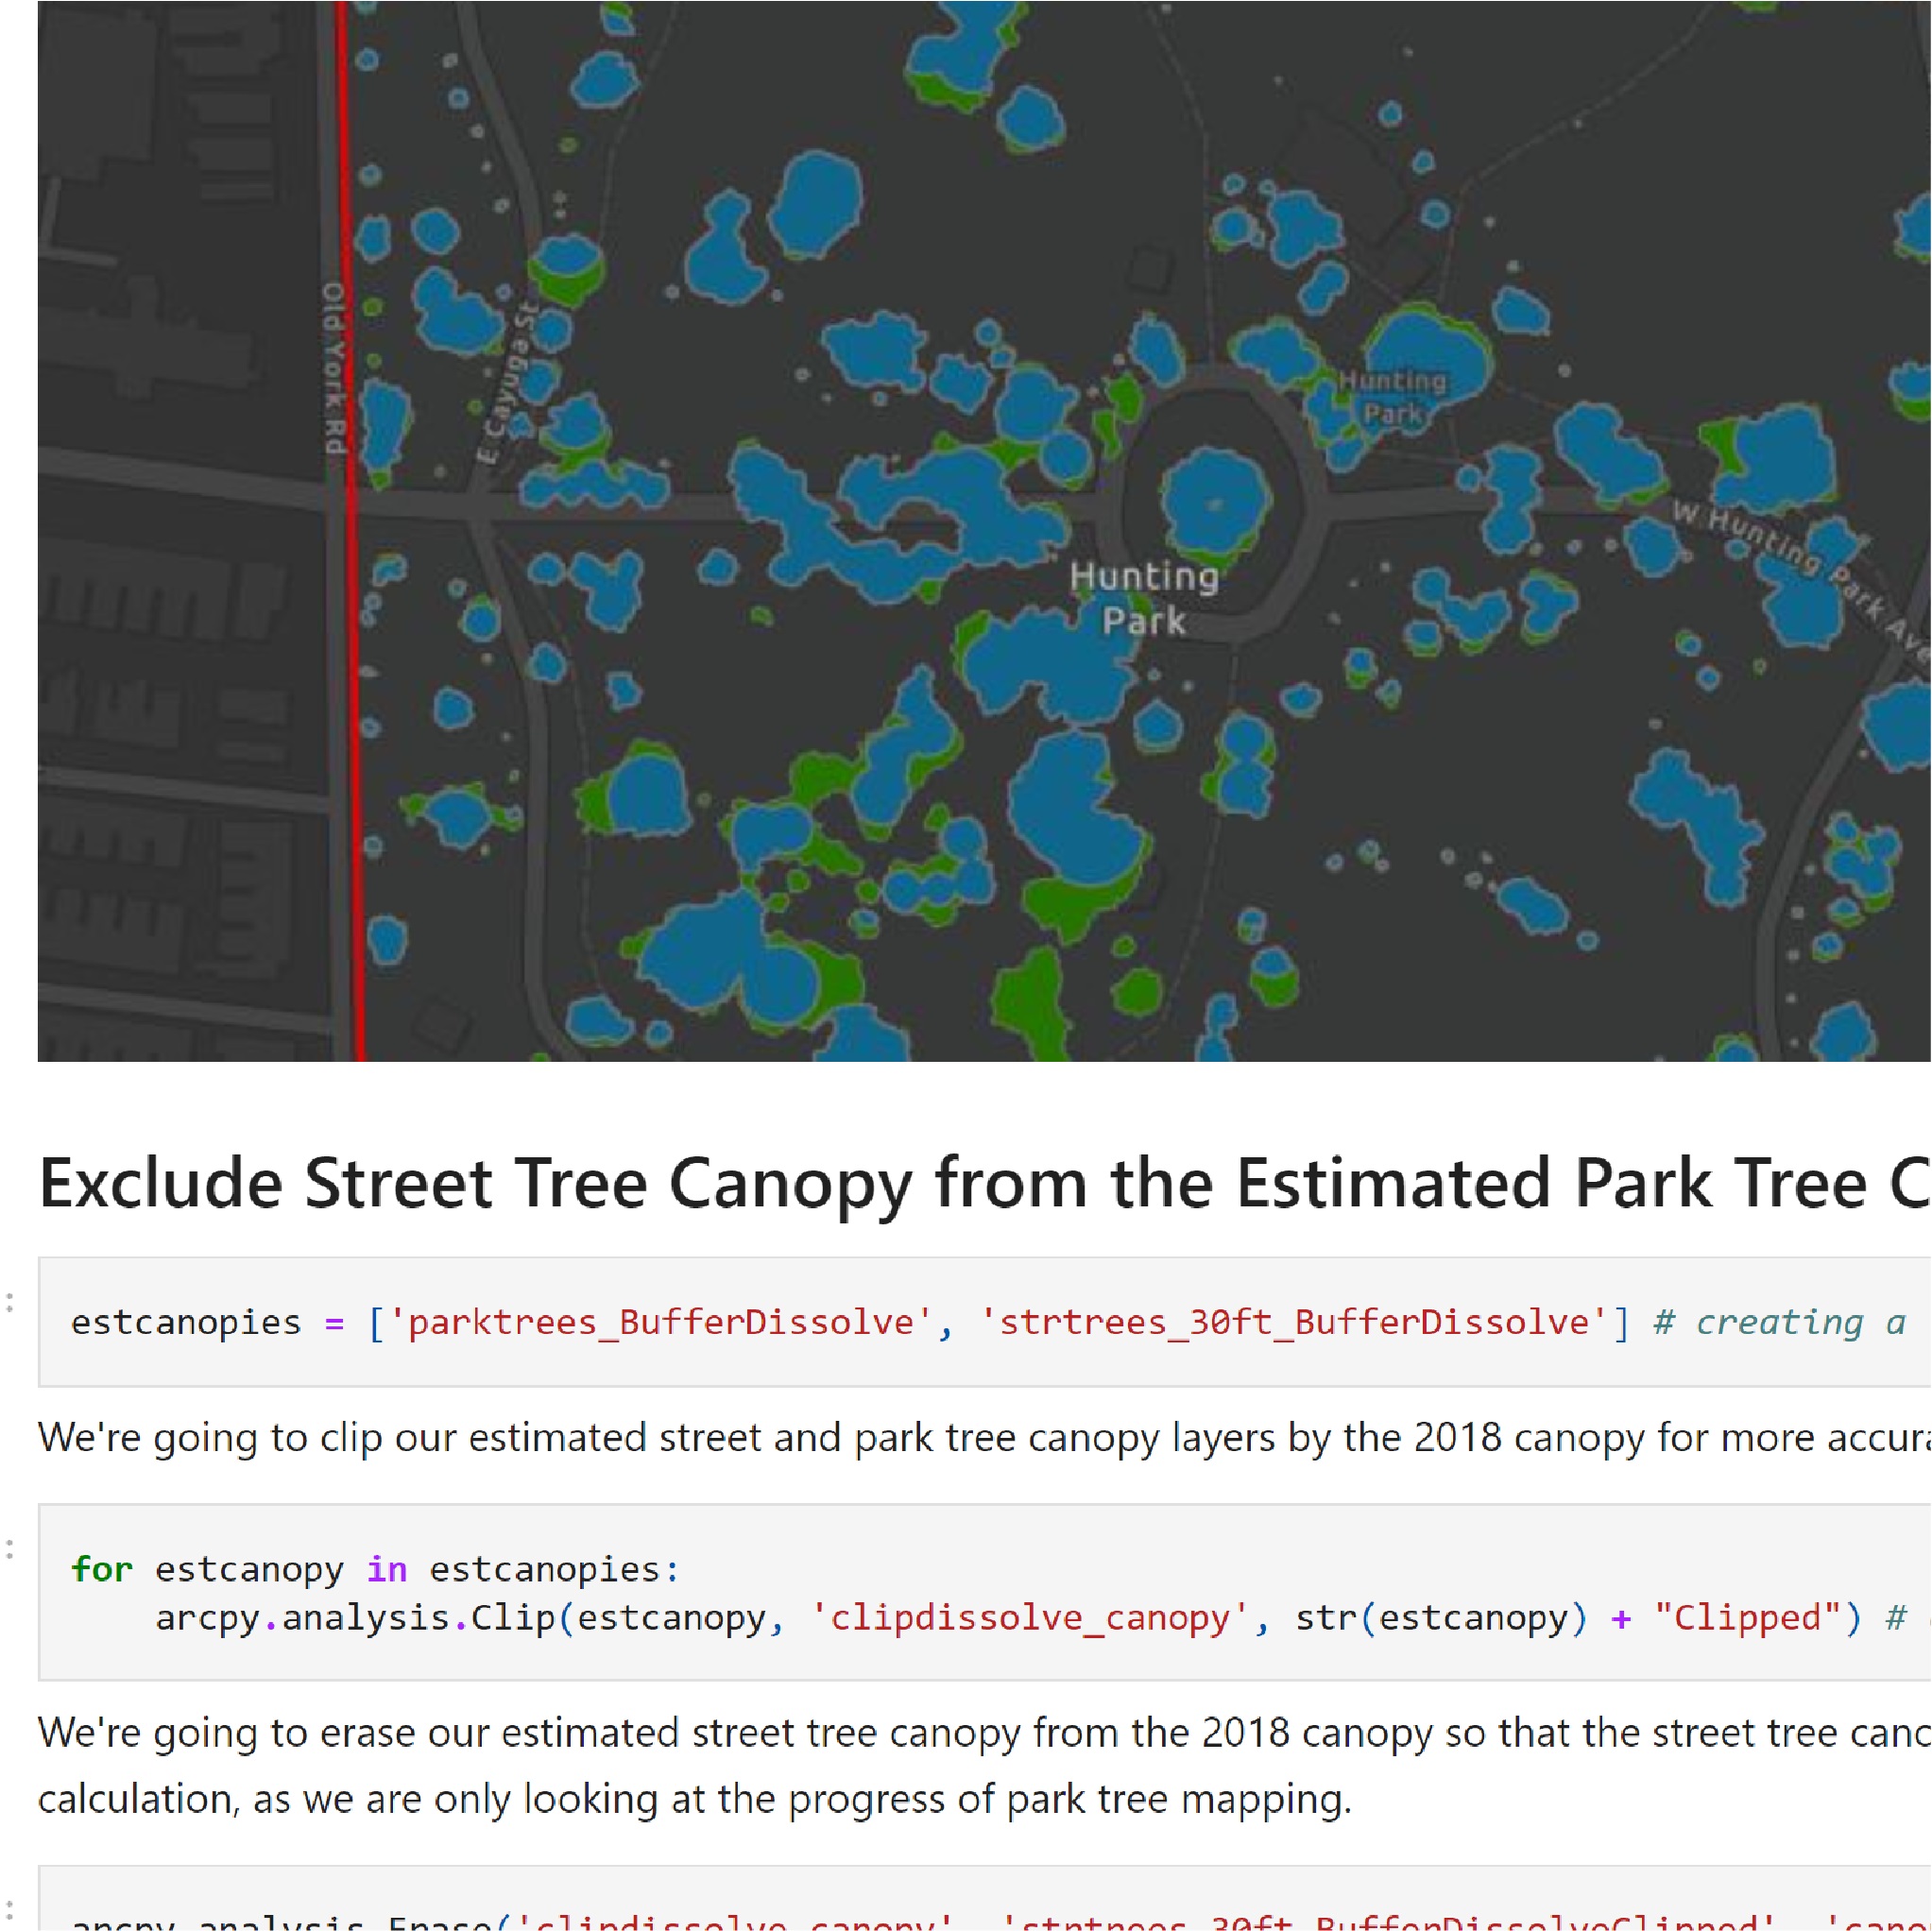 Old York Rd
E Cayuga St
Hunting
Park
Hunting
Park
W Hunting Park Ave
Exclude Street Tree Canopy from the Estimated Park Tree C
estcanopies = ['parktrees_BufferDissolve', 'strtrees_30ft_BufferDissolve'] # creating a
We're going to clip our estimated street and park tree canopy layers by the 2018 canopy for more accura
for estcanopy in estcanopies:
arcpy.analysis.Clip(estcanopy, 'clipdissolve_canopy', str(estcanopy) + "Clipped") #
We're going to erase our estimated street tree canopy from the 2018 canopy so that the street tree cano
calculation, as we are only looking at the progress of park tree mapping.
arcpy.analysis.Erase('clipdissolve_canopy', 'strtrees_30ft_BufferDissolveClipped', 'cano